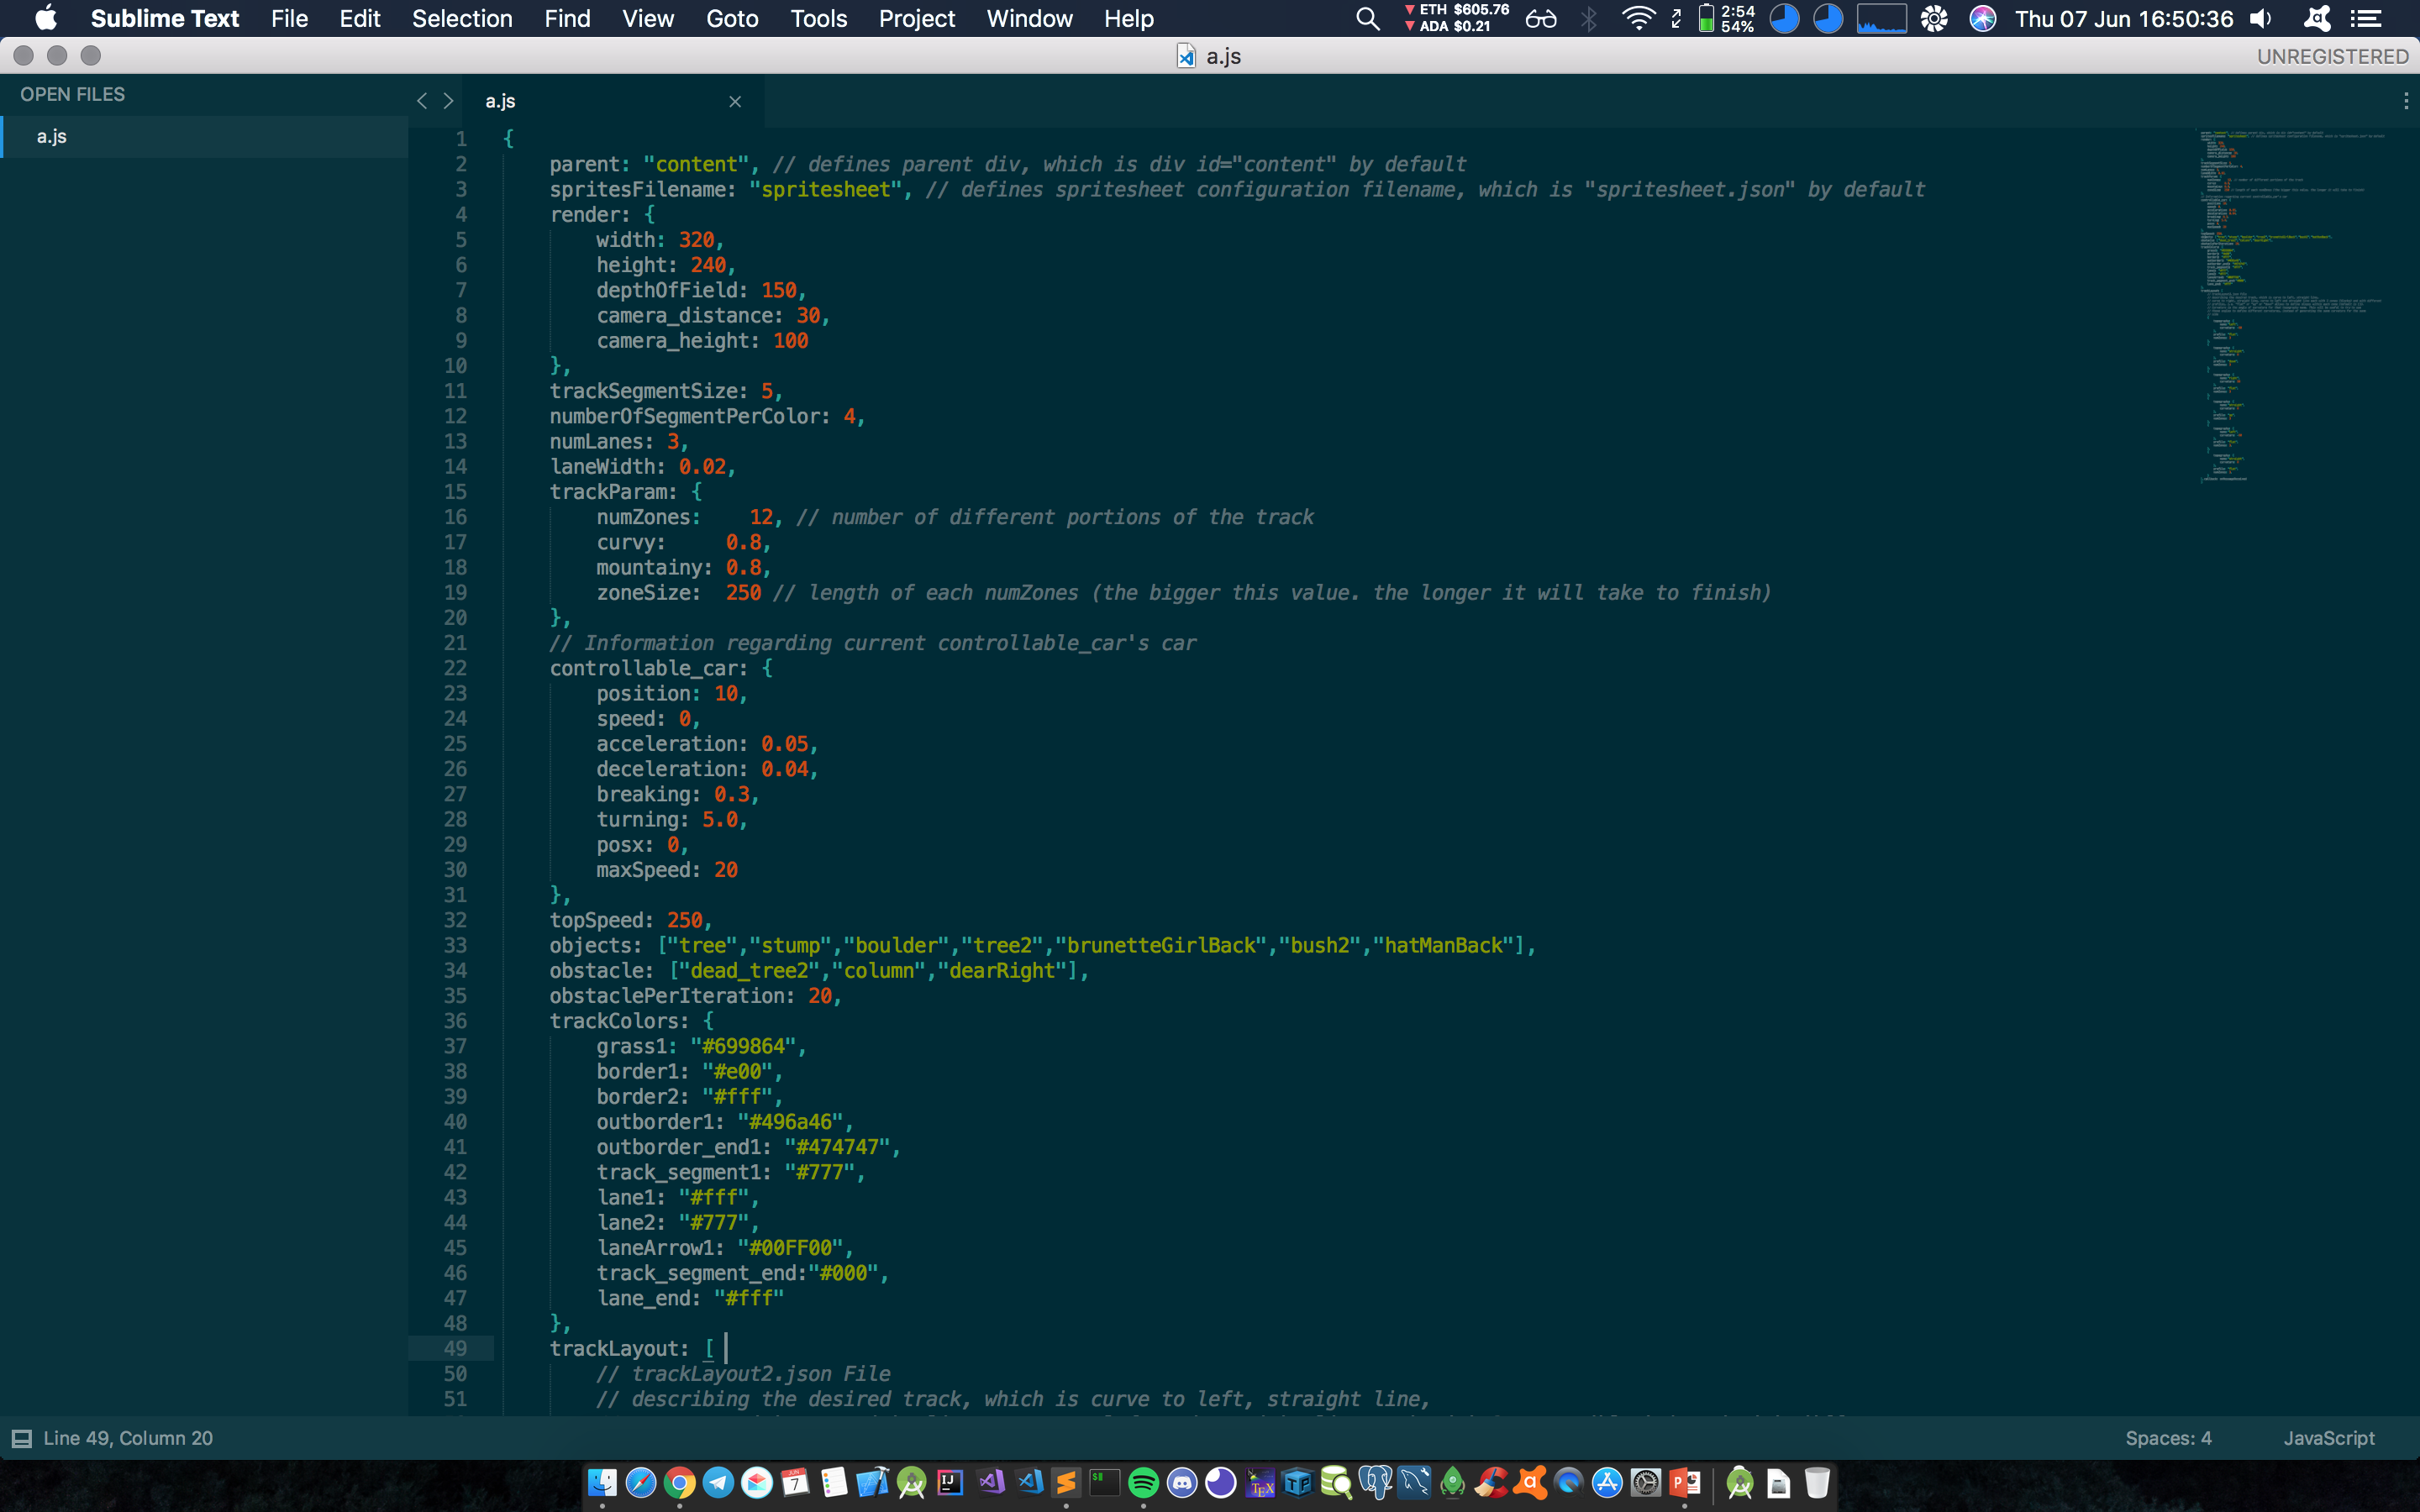 Sublime Text File Edit Selection Find View Goto Tools Project Window Help ETH $605.76 ADA $0.21 2:54 54% Thu 07 Jun 16:50:36
a.js UNREGISTERED
OPEN FILES
a.js
a.js
1 {
2 parent: "content", // defines parent div, which is div id="content" by default
3 spritesFilename: "spritesheet", // defines spritesheet configuration filename, which is "spritesheet.json" by default
4 render: {
5 width: 320,
6 height: 240,
7 depthOfField: 150,
8 camera_distance: 30,
9 camera_height: 100
10 },
11 trackSegmentSize: 5,
12 numberOfSegmentPerColor: 4,
13 numLanes: 3,
14 laneWidth: 0.02,
15 trackParam: {
16 numZones: 12, // number of different portions of the track
17 curvy: 0.8,
18 mountainy: 0.8,
19 zoneSize: 250 // length of each numZones (the bigger this value. the longer it will take to finish)
20 },
21 // Information regarding current controllable_car's car
22 controllable_car: {
23 position: 10,
24 speed: 0,
25 acceleration: 0.05,
26 deceleration: 0.04,
27 breaking: 0.3,
28 turning: 5.0,
29 posx: 0,
30 maxSpeed: 20
31 },
32 topSpeed: 250,
33 objects: ["tree","stump","boulder","tree2","brunetteGirlBack","bush2","hatManBack"],
34 obstacle: ["dead_tree2","column","dearRight"],
35 obstaclePerIteration: 20,
36 trackColors: {
37 grass1: "#699864",
38 border1: "#e00",
39 border2: "#fff",
40 outborder1: "#496a46",
41 outborder_end1: "#474747",
42 track_segment1: "#777",
43 lane1: "#fff",
44 lane2: "#777",
45 laneArrow1: "#00FF00",
46 track_segment_end:"#000",
47 lane_end: "#fff"
48 },
49 trackLayout: [
50 // trackLayout2.json File
51 // describing the desired track, which is curve to left, straight line,
Line 49, Column 20 Spaces: 4 JavaScript